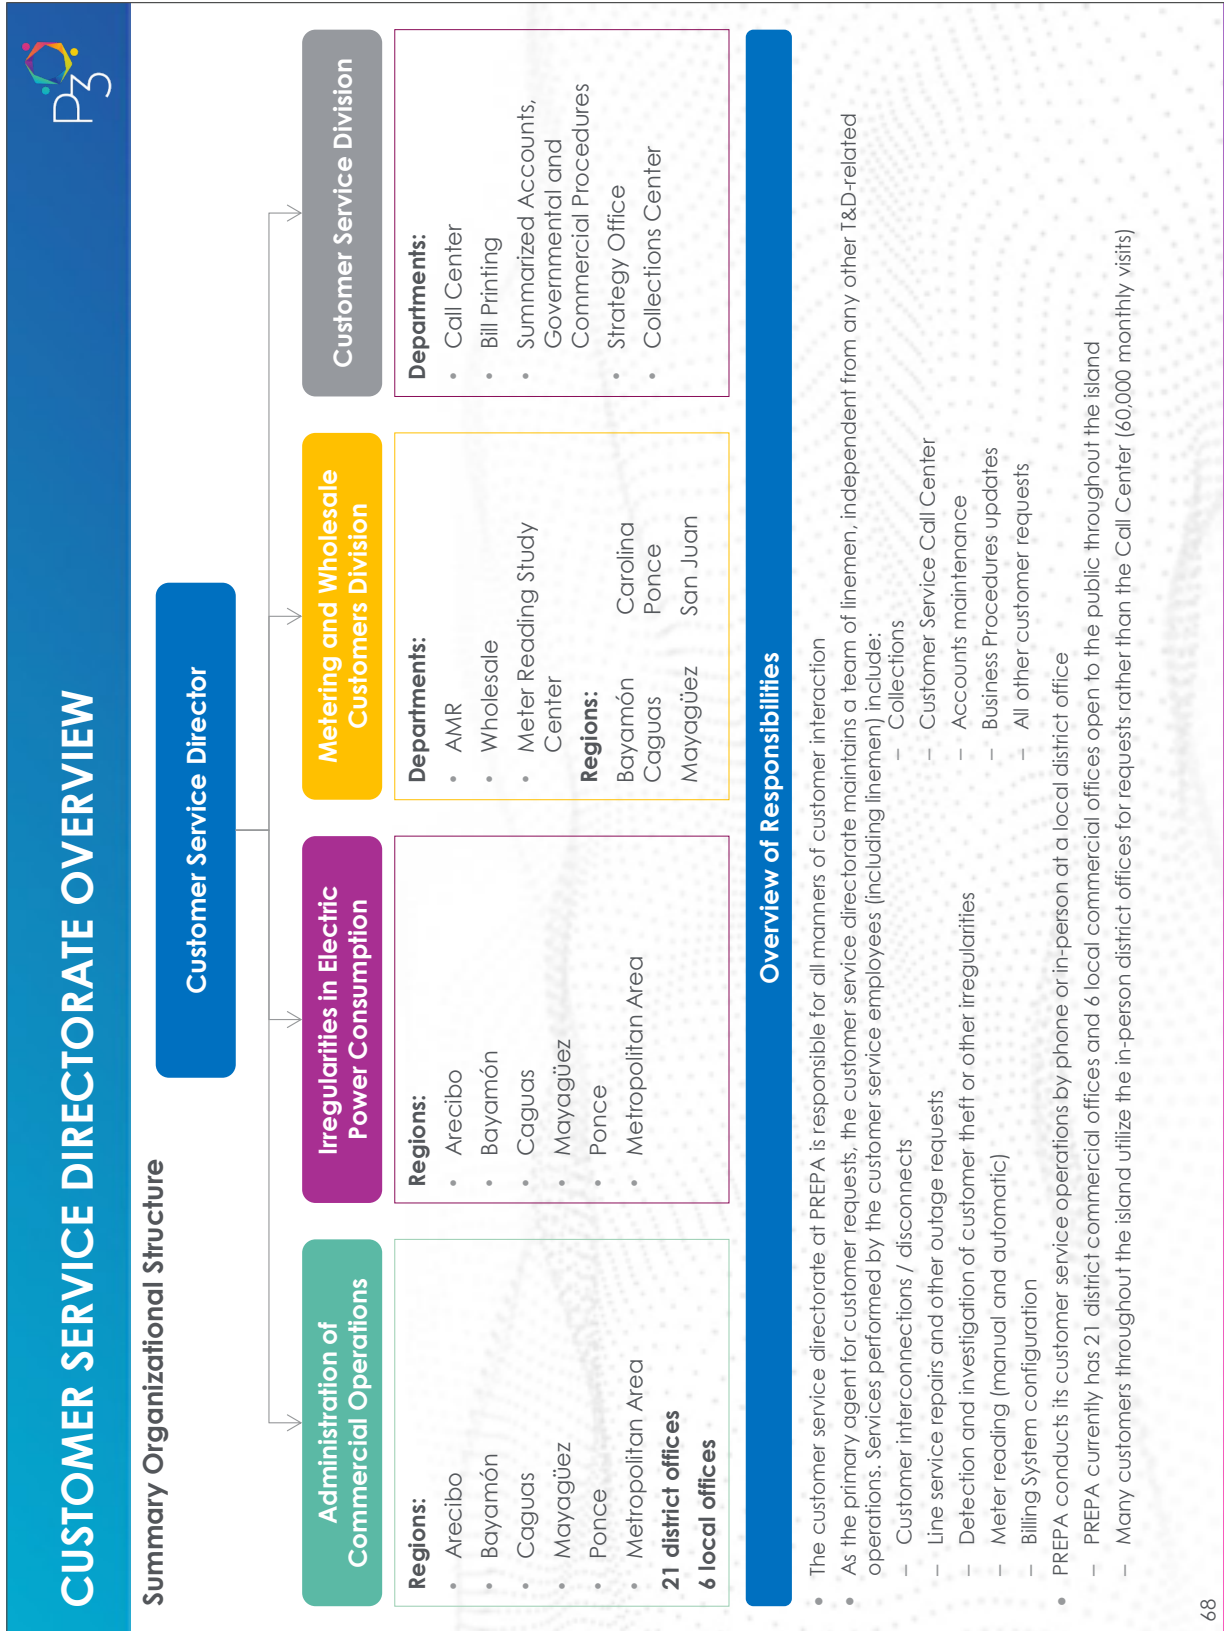 CUSTOMER SERVICE DIRECTORATE OVERVIEW
P3
Summary Organizational Structure
Customer Service Director
Administration of
Commercial Operations
Regions:
• Arecibo
• Bayamón
• Caguas
• Mayagüez
• Ponce
• Metropolitan Area
21 district offices
6 local offices
Irregularities in Electric
Power Consumption
Regions:
• Arecibo
• Bayamón
• Caguas
• Mayagüez
• Ponce
• Metropolitan Area
Metering and Wholesale
Customers Division
Departments:
• AMR
• Wholesale
• Meter Reading Study
Center
Regions:
Bayamón Carolina
Caguas Ponce
Mayagüez San Juan
Customer Service Division
Departments:
• Call Center
• Bill Printing
• Summarized Accounts,
Governmental and
Commercial Procedures
• Strategy Office
• Collections Center
Overview of Responsibilities
• The customer service directorate at PREPA is responsible for all manners of customer interaction
• As the primary agent for customer requests, the customer service directorate maintains a team of linemen, independent from any other T&D-related
operations. Services performed by the customer service employees (including linemen) include:
– Customer interconnections / disconnects
– Line service repairs and other outage requests
– Detection and investigation of customer theft or other irregularities
– Meter reading (manual and automatic)
– Billing System configuration
– Collections
– Customer Service Call Center
– Accounts maintenance
– Business Procedures updates
– All other customer requests
• PREPA conducts its customer service operations by phone or in-person at a local district office
– PREPA currently has 21 district commercial offices and 6 local commercial offices open to the public throughout the island
– Many customers throughout the island utilize the in-person district offices for requests rather than the Call Center (60,000 monthly visits)
68